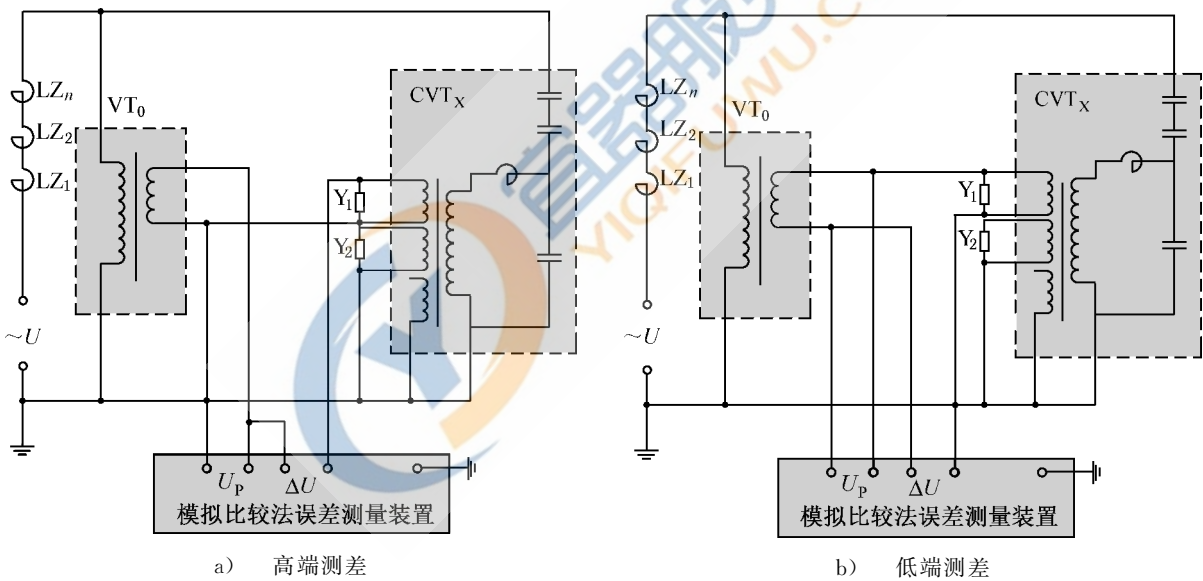 LZn
LZ2
LZ1
VT0
CVTX
Y1
Y2
~U
UP
ΔU
模拟比较法误差测量装置
a) 高端测差
LZn
LZ2
LZ1
VT0
CVTX
Y1
Y2
~U
UP
ΔU
模拟比较法误差测量装置
b) 低端测差
Y
YIQIFUWU.C